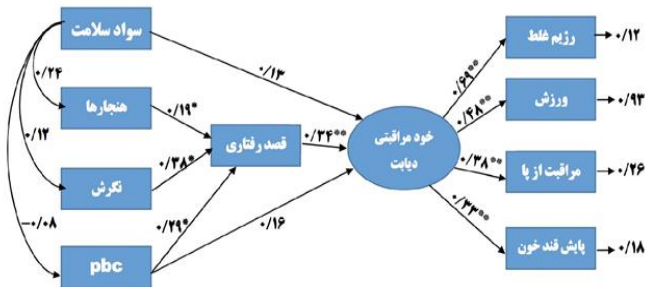 سواد سلامت
هنجارها
نگرش
pbc
۰/۲۴
۰/۱۲
-۰/۰۸
۰/۱۳
۰/۱۹*
۰/۳۸*
۰/۲۹*
۰/۱۶
قصد رفتاری
۰/۳۴**
خود مراقبتی
دیابت
۰/۶۹**
۰/۴۸**
۰/۳۸**
۰/۳۳**
رژیم غلط
ورزش
مراقبت از پا
پایش قند خون
۰/۱۲
۰/۹۳
۰/۲۶
۰/۱۸